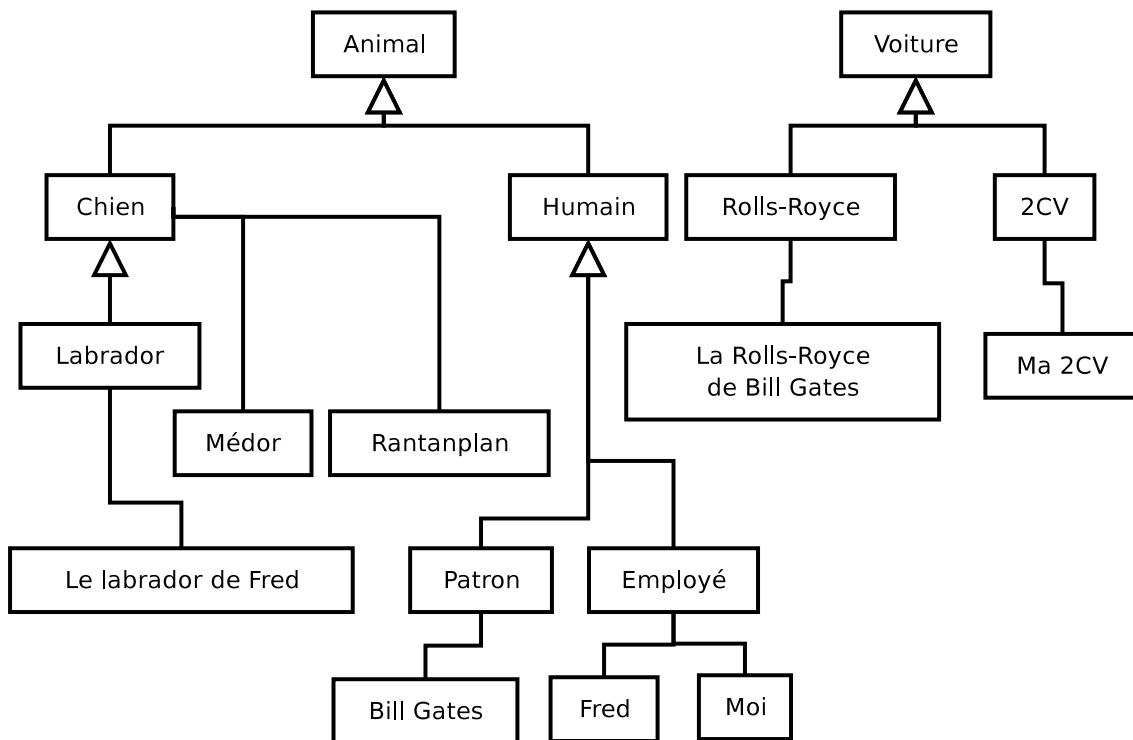 Animal
Voiture
Chien
Humain
Rolls-Royce
2CV
Labrador
La Rolls-Royce
de Bill Gates
Ma 2CV
Médor
Rantanplan
Le labrador de Fred
Patron
Employé
Bill Gates
Fred
Moi